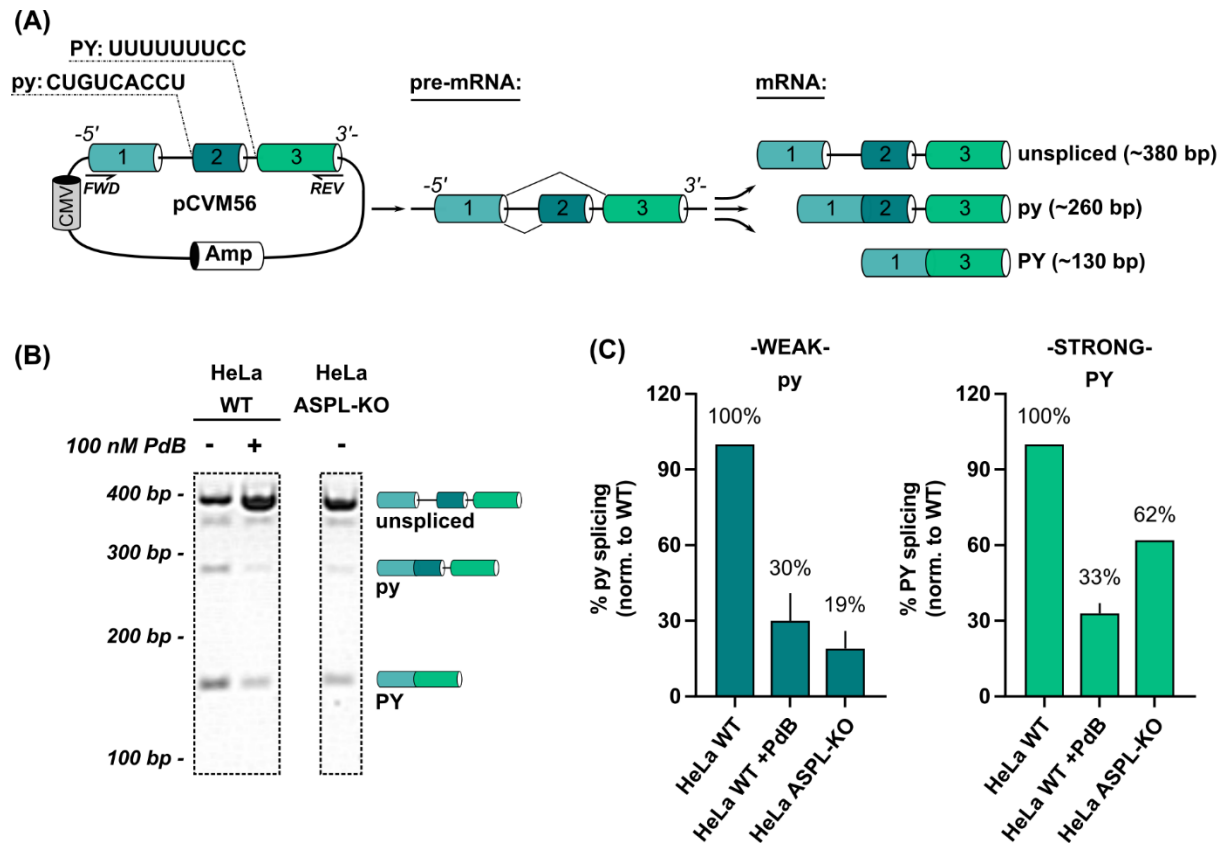 (A)
PY: UUUUUUUCC
py: CUGUCACCU
-5'
3'-
1
2
3
FWD
REV
CMV
pCVM56
Amp
pre-mRNA:
-5'
3'-
1
2
3
mRNA:
1
2
3
unspliced (~380 bp)
1
2
3
py (~260 bp)
1
3
PY (~130 bp)
(B)
HeLa
WT
HeLa
ASPL-KO
100 nM PdB
-
+
-
400 bp -
300 bp -
200 bp -
100 bp -
unspliced
py
PY
(C)
-WEAK-
py
% py splicing
(norm. to WT)
120
90
60
30
0
100%
30%
19%
HeLa WT
HeLa WT +PdB
HeLa ASPL-KO
-STRONG-
PY
% PY splicing
(norm. to WT)
120
90
60
30
0
100%
33%
62%
HeLa WT
HeLa WT +PdB
HeLa ASPL-KO